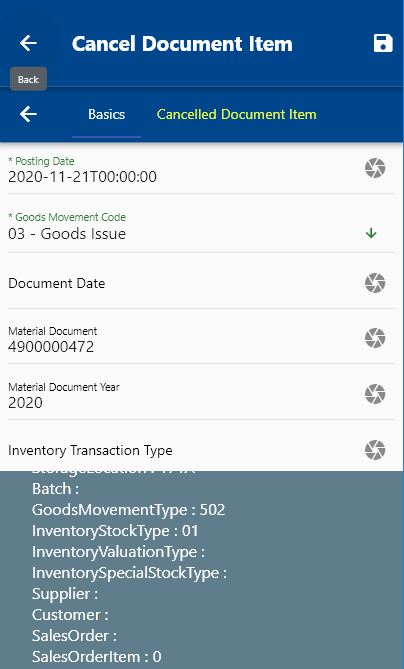 Cancel Document Item
Back
Basics
Cancelled Document Item
* Posting Date
2020-11-21T00:00:00
* Goods Movement Code
03 - Goods Issue
Document Date
Material Document
4900000472
Material Document Year
2020
Inventory Transaction Type
Batch :
GoodsMovementType : 502
InventoryStockType : 01
InventoryValuationType :
InventorySpecialStockType :
Supplier :
Customer :
SalesOrder :
SalesOrderItem : 0